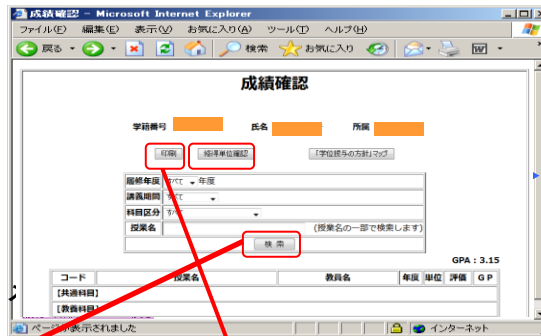 成績確認 - Microsoft Internet Explorer
ファイル(F) 編集(E) 表示(V) お気に入り(A) ツール(T) ヘルプ(H)
戻る 検索 お気に入り
成績確認
学籍番号 氏名 所属
印刷 修得単位確認 「学位授与の方針」マップ
履修年度 すべて 年度
講義期間 すべて
科目区分 すべて
授業名 (授業名の一部で検索します)
検 索
GPA : 3.15
コード 授業名 教員名 年度 単位 評価 GP
【共通科目】
【教養科目】
ページが表示されました インターネット